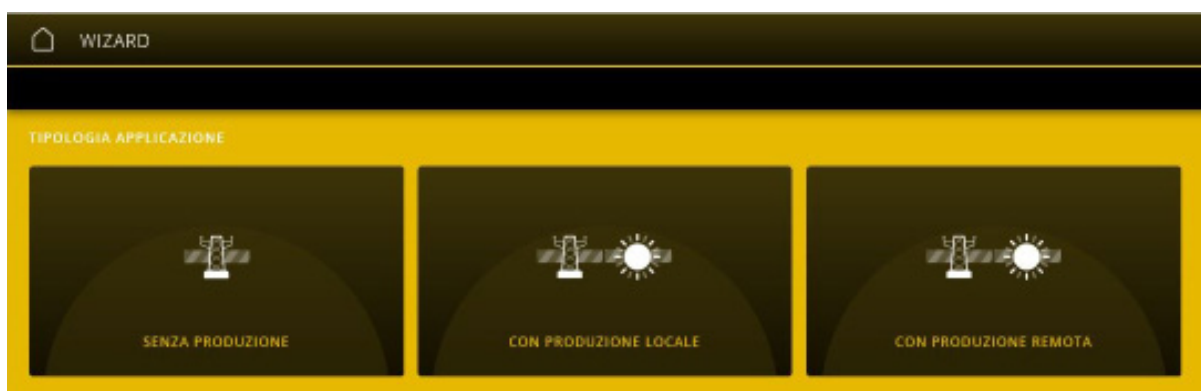 WIZARD
TIPOLOGIA APPLICAZIONE
SENZA PRODUZIONE
CON PRODUZIONE LOCALE
CON PRODUZIONE REMOTA